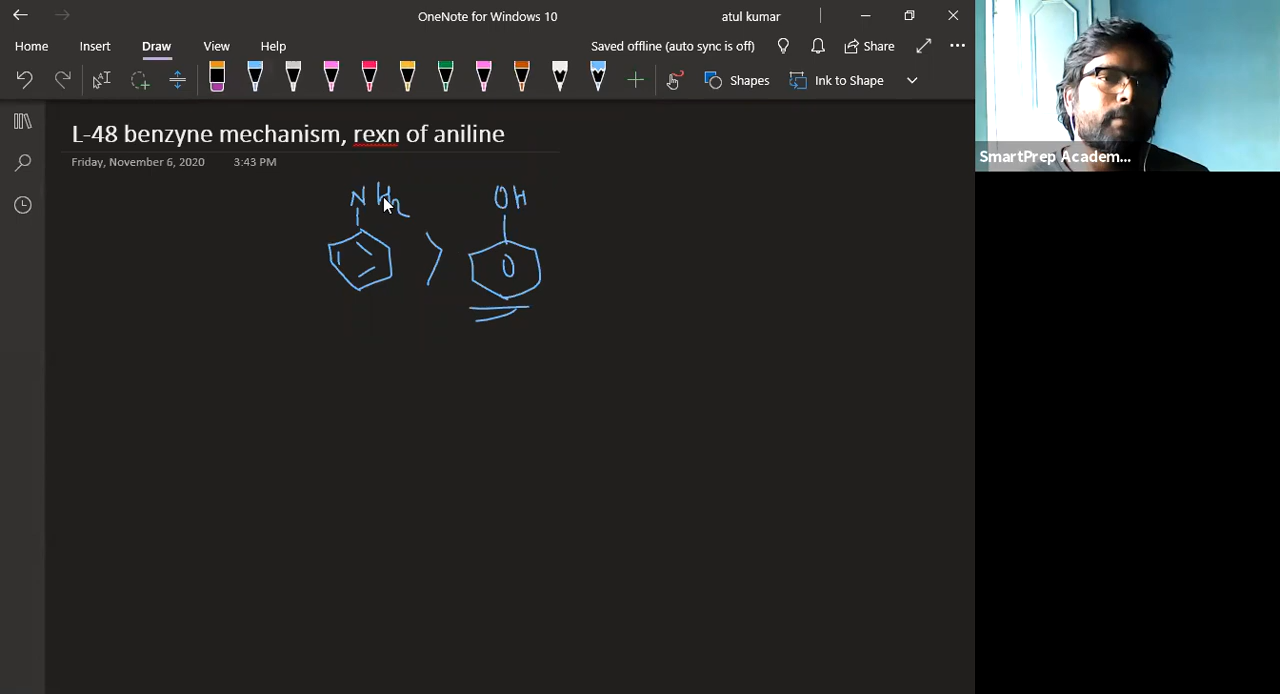 OneNote for Windows 10
atul kumar
Home Insert Draw View Help
Saved offline (auto sync is off)
Share
Shapes
Ink to Shape
L-48 benzyne mechanism, rexn of aniline
Friday, November 6, 2020 3:43 PM
NH2 OH
>
SmartPrep Academ...